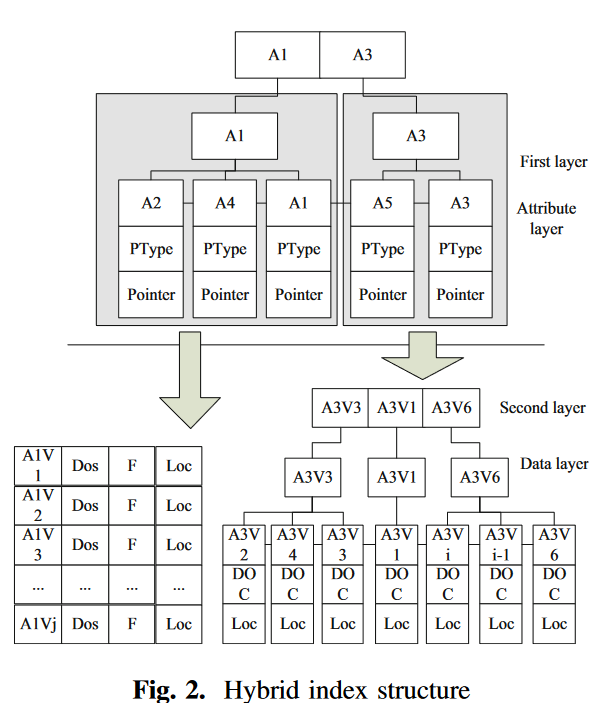 A1 A3
A1 A3
First layer
A2 A4 A1 A5 A3
Attribute
layer
PType PType PType PType PType
Pointer Pointer Pointer Pointer Pointer
A3V3 A3V1 A3V6 Second layer
Data layer
A3V3 A3V1 A3V6
A1V
1 Dos F Loc
A1V
2 Dos F Loc
A1V
3 Dos F Loc
... ... ... ...
A1Vj Dos F Loc
A3V A3V A3V A3V A3V A3V A3V
2 4 3 1 i i-1 6
DO DO DO DO DO DO DO
C C C C C C C
Loc Loc Loc Loc Loc Loc Loc
Fig. 2. Hybrid index structure